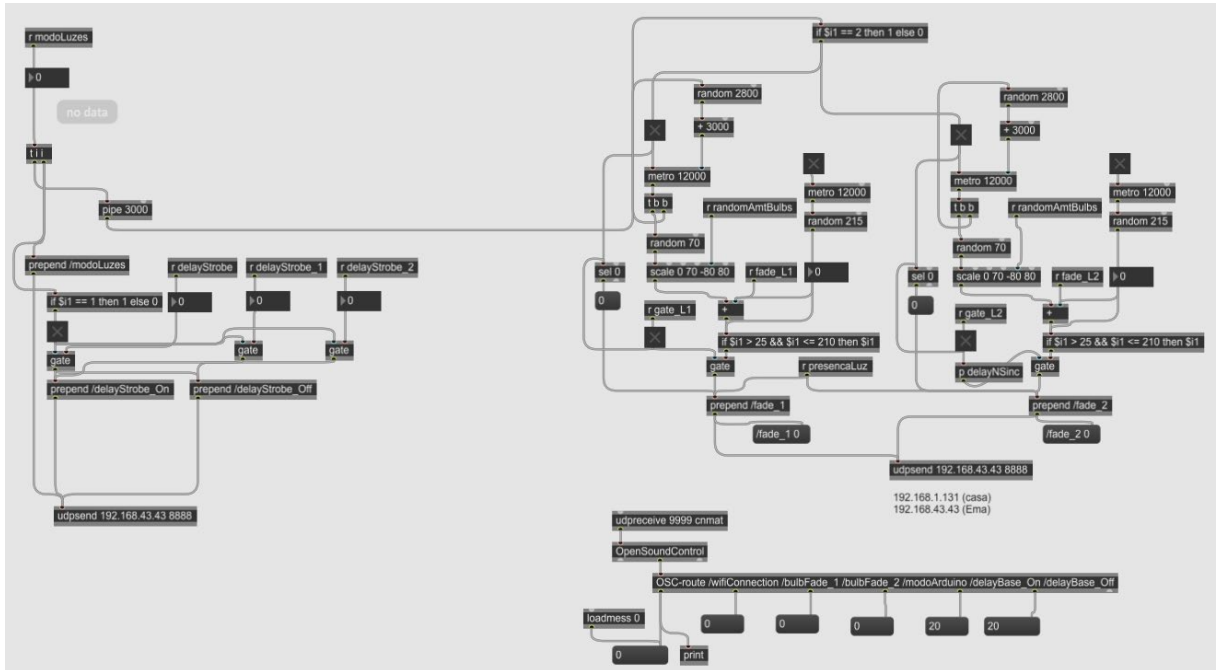 r modoLuzes
0
no data
t i i
pipe 3000
prepend /modoLuzes
r delayStrobe
r delayStrobe_1
r delayStrobe_2
0
0
0
if $i1 == 1 then 1 else 0
gate
gate
gate
prepend /delayStrobe_On
prepend /delayStrobe_Off
udpsend 192.168.43.43 8888
if $i1 == 2 then 1 else 0
random 2800
+ 3000
metro 12000
metro 12000
t b b
r randomAmtBulbs
random 215
random 70
sel 0
scale 0 70 -80 80
r fade_L1
0
0
r gate_L1
+
if $i1 > 25 && $i1 <= 210 then $i1
gate
r presencaLuz
prepend /fade_1
/fade_1 0
random 2800
+ 3000
metro 12000
metro 12000
t b b
r randomAmtBulbs
random 215
random 70
sel 0
scale 0 70 -80 80
r fade_L2
0
0
r gate_L2
+
if $i1 > 25 && $i1 <= 210 then $i1
p delayNSinc
gate
prepend /fade_2
/fade_2 0
udpsend 192.168.43.43 8888
192.168.1.131 (casa)
192.168.43.43 (Ema)
udpreceive 9999 cnmat
OpenSoundControl
OSC-route /wifiConnection /bulbFade_1 /bulbFade_2 /modoArduino /delayBase_On /delayBase_Off
loadmess 0
0
print
0
0
0
20
20